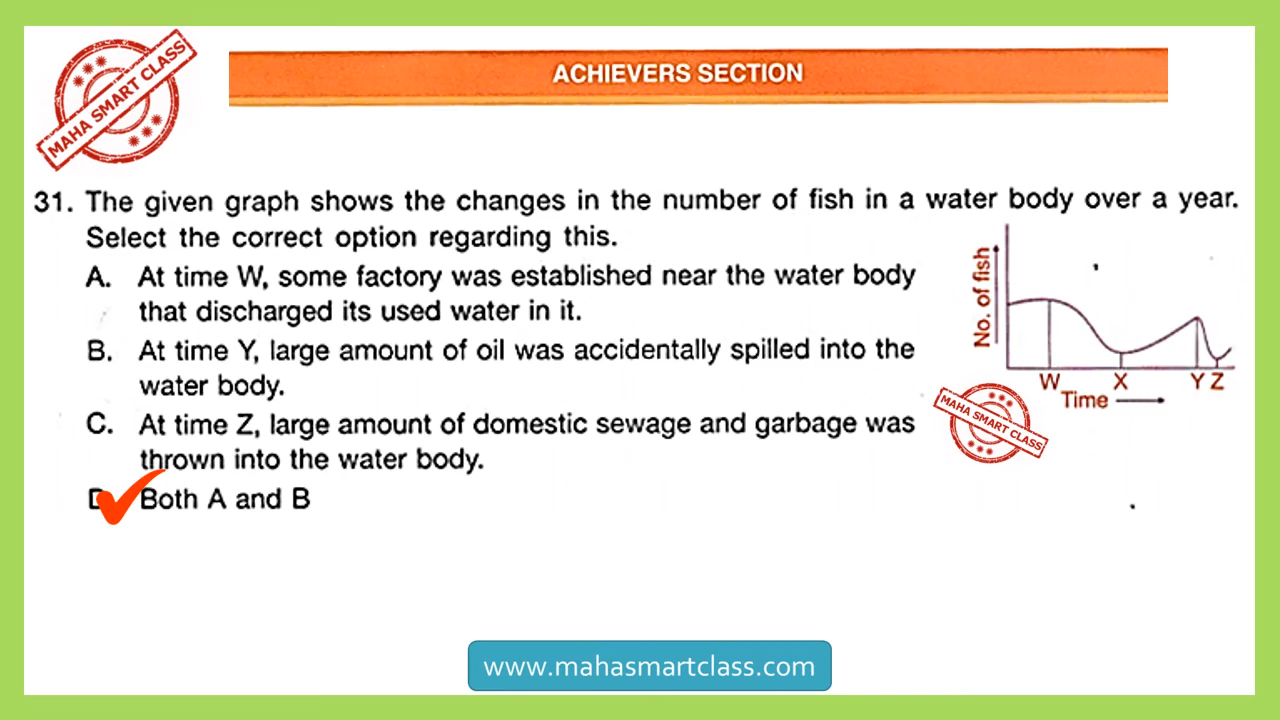 MAHA SMART CLASS
ACHIEVERS SECTION
31. The given graph shows the changes in the number of fish in a water body over a year.
Select the correct option regarding this.
A. At time W, some factory was established near the water body
that discharged its used water in it.
B. At time Y, large amount of oil was accidentally spilled into the
water body.
C. At time Z, large amount of domestic sewage and garbage was
thrown into the water body.
D. Both A and B
No. of fish
W X Y Z
Time
MAHA SMART CLASS
www.mahasmartclass.com